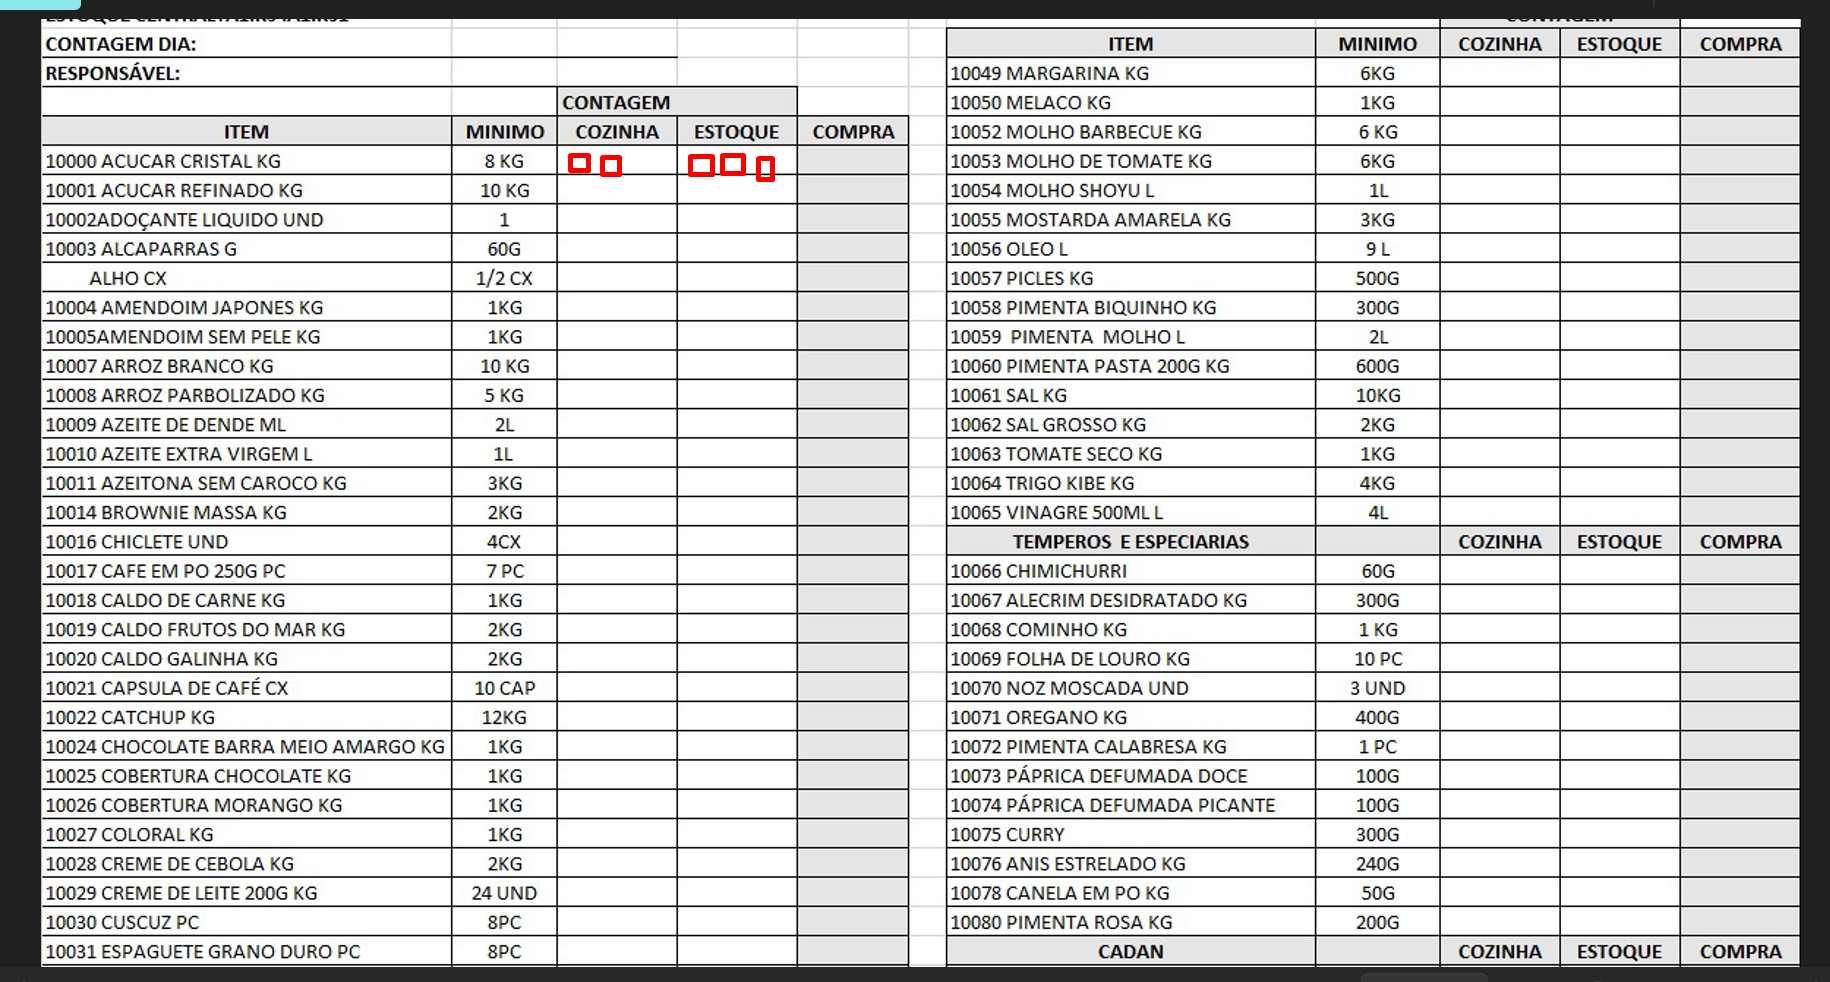 CONTAGEM DIA:
RESPONSÁVEL:
CONTAGEM
ITEM MINIMO COZINHA ESTOQUE COMPRA
10000 ACUCAR CRISTAL KG 8 KG
10001 ACUCAR REFINADO KG 10 KG
10002ADOÇANTE LIQUIDO UND 1
10003 ALCAPARRAS G 60G
ALHO CX 1/2 CX
10004 AMENDOIM JAPONES KG 1KG
10005AMENDOIM SEM PELE KG 1KG
10007 ARROZ BRANCO KG 10 KG
10008 ARROZ PARBOLIZADO KG 5 KG
10009 AZEITE DE DENDE ML 2L
10010 AZEITE EXTRA VIRGEM L 1L
10011 AZEITONA SEM CAROCO KG 3KG
10014 BROWNIE MASSA KG 2KG
10016 CHICLETE UND 4CX
10017 CAFE EM PO 250G PC 7 PC
10018 CALDO DE CARNE KG 1KG
10019 CALDO FRUTOS DO MAR KG 2KG
10020 CALDO GALINHA KG 2KG
10021 CAPSULA DE CAFÉ CX 10 CAP
10022 CATCHUP KG 12KG
10024 CHOCOLATE BARRA MEIO AMARGO KG 1KG
10025 COBERTURA CHOCOLATE KG 1KG
10026 COBERTURA MORANGO KG 1KG
10027 COLORAL KG 1KG
10028 CREME DE CEBOLA KG 2KG
10029 CREME DE LEITE 200G KG 24 UND
10030 CUSCUZ PC 8PC
10031 ESPAGUETE GRANO DURO PC 8PC
CONTAGEM
ITEM MINIMO COZINHA ESTOQUE COMPRA
10049 MARGARINA KG 6KG
10050 MELACO KG 1KG
10052 MOLHO BARBECUE KG 6 KG
10053 MOLHO DE TOMATE KG 6KG
10054 MOLHO SHOYU L 1L
10055 MOSTARDA AMARELA KG 3KG
10056 OLEO L 9 L
10057 PICLES KG 500G
10058 PIMENTA BIQUINHO KG 300G
10059 PIMENTA MOLHO L 2L
10060 PIMENTA PASTA 200G KG 600G
10061 SAL KG 10KG
10062 SAL GROSSO KG 2KG
10063 TOMATE SECO KG 1KG
10064 TRIGO KIBE KG 4KG
10065 VINAGRE 500ML L 4L
TEMPEROS E ESPECIARIAS COZINHA ESTOQUE COMPRA
10066 CHIMICHURRI 60G
10067 ALECRIM DESIDRATADO KG 300G
10068 COMINHO KG 1 KG
10069 FOLHA DE LOURO KG 10 PC
10070 NOZ MOSCADA UND 3 UND
10071 OREGANO KG 400G
10072 PIMENTA CALABRESA KG 1 PC
10073 PÁPRICA DEFUMADA DOCE 100G
10074 PÁPRICA DEFUMADA PICANTE 100G
10075 CURRY 300G
10076 ANIS ESTRELADO KG 240G
10078 CANELA EM PO KG 50G
10080 PIMENTA ROSA KG 200G
CADAN COZINHA ESTOQUE COMPRA